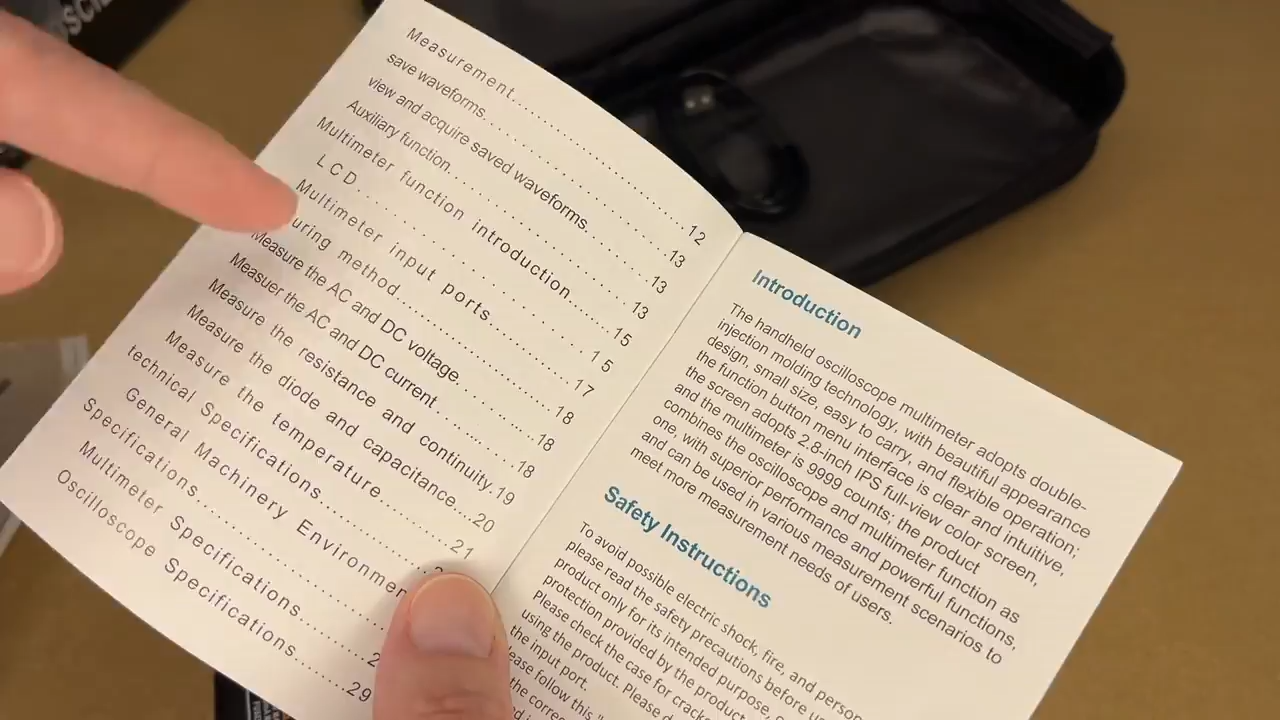 Measurement..........................12
save waveforms..........................13
view and acquire saved waveforms..........13
Auxiliary function..........................13
Multimeter function introduction.......15
L C D..........................15
Multimeter input ports..........17
uring method..........................18
Measure the AC and DC voltage..........18
Measuer the AC and DC current..........18
Measure the resistance and continuity.19
Measure the diode and capacitance...20
Measure the temperature..........21
technical Specifications..........
General Machinery Environmen
Specifications..........
Multimeter Specifications..........2
Oscilloscope Specifications.......29
Introduction
The handheld oscilloscope multimeter adopts double-
injection molding technology, with beautiful appearance
design, small size, easy to carry, and flexible operation;
the function button menu interface is clear and intuitive,
the screen adopts 2.8-inch IPS full-view color screen,
and the multimeter is 9999 counts; the product
combines the oscilloscope and multimeter function as
one, with superior performance and powerful functions,
and can be used in various measurement scenarios to
meet more measurement needs of users.
Safety Instructions
To avoid possible electric shock, fire, and person
please read the safety precautions before u
product only for its intended purpose,
protection provided by the product
Please check the case for crack
using the product. Please
the input port.
ease follow this
the corre